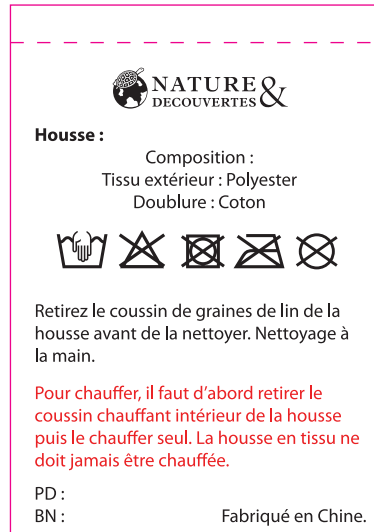 NATURE &
DECOUVERTES
Housse :
Composition :
Tissu extérieur : Polyester
Doublure : Coton
Retirez le coussin de graines de lin de la
housse avant de la nettoyer. Nettoyage à
la main.
Pour chauffer, il faut d’abord retirer le
coussin chauffant intérieur de la housse
puis le chauffer seul. La housse en tissu ne
doit jamais être chauffée.
PD :
BN : Fabriqué en Chine.